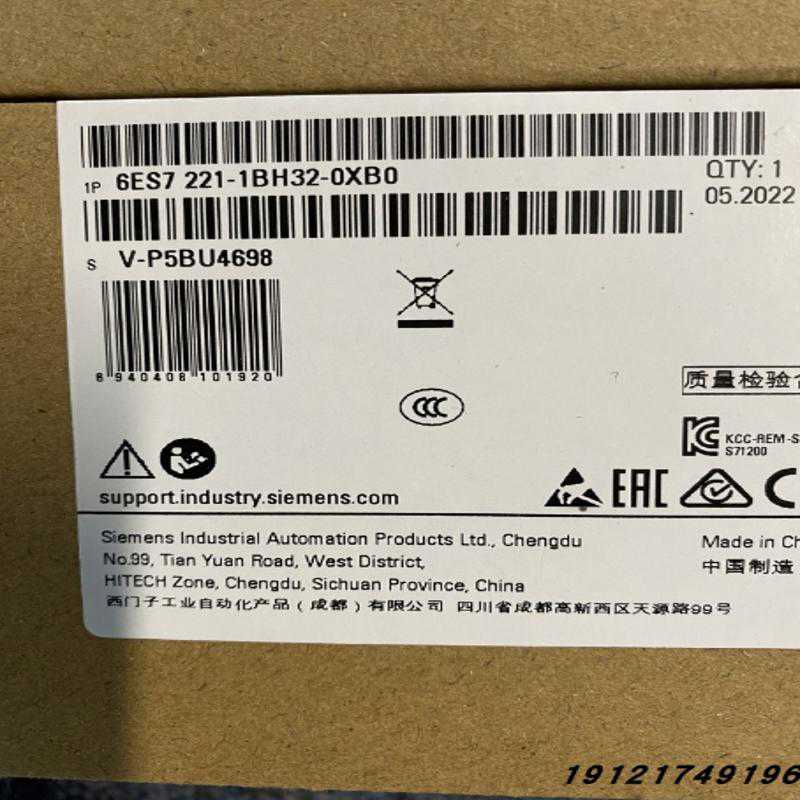 1P 6ES7 221-1BH32-0XB0
QTY: 1
05.2022
S V-P5BU4698
6 940408 101920
质量检验合
CCC
KCC-REM-S
S71200
EAC
support.industry.siemens.com
Siemens Industrial Automation Products Ltd., Chengdu
No.99, Tian Yuan Road, West District,
HITECH Zone, Chengdu, Sichuan Province, China
西门子工业自动化产品（成都）有限公司 四川省成都高新西区天源路99号
Made in Ch
中国制造
19121749196